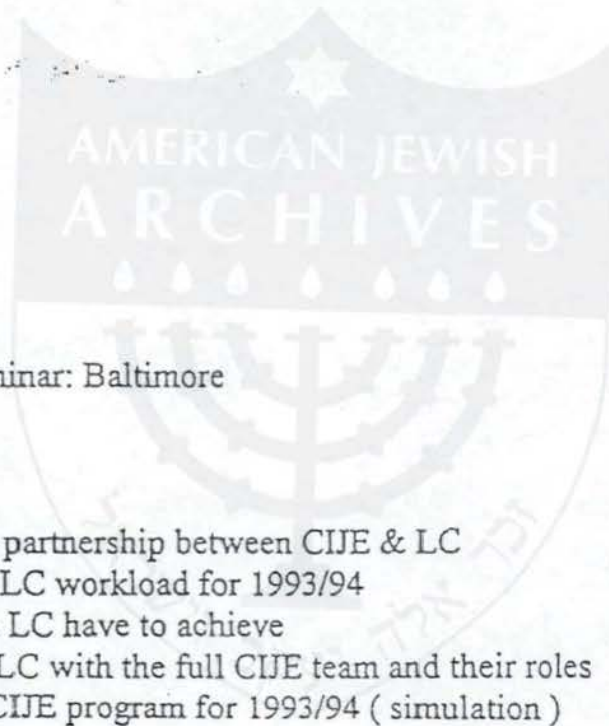 AMERICAN JEWISH
ARCHIVES
inar: Baltimore
partnership between CIJE & LC
LC workload for 1993/94
LC have to achieve
LC with the full CIJE team and their roles
CIJE program for 1993/94 ( simulation )